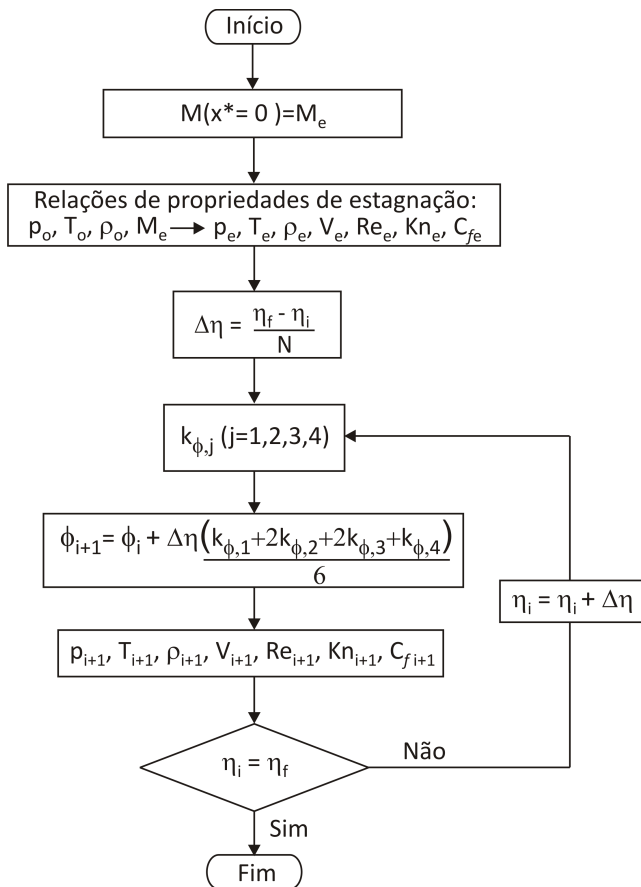 Início
M(x*= 0 )=Mₑ
Relações de propriedades de estagnação:
pₒ, Tₒ, ρₒ, Mₑ → pₑ, Tₑ, ρₑ, Vₑ, Reₑ, Knₑ, C_fe
Δη = (η_f - η_i)/N
k_ϕ,j (j=1,2,3,4)
ϕ_i+1 = ϕ_i + Δη(k_ϕ,1+2k_ϕ,2+2k_ϕ,3+k_ϕ,4)/6
η_i = η_i + Δη
p_i+1, T_i+1, ρ_i+1, V_i+1, Re_i+1, Kn_i+1, C_f i+1
η_i = η_f
Não
Sim
Fim